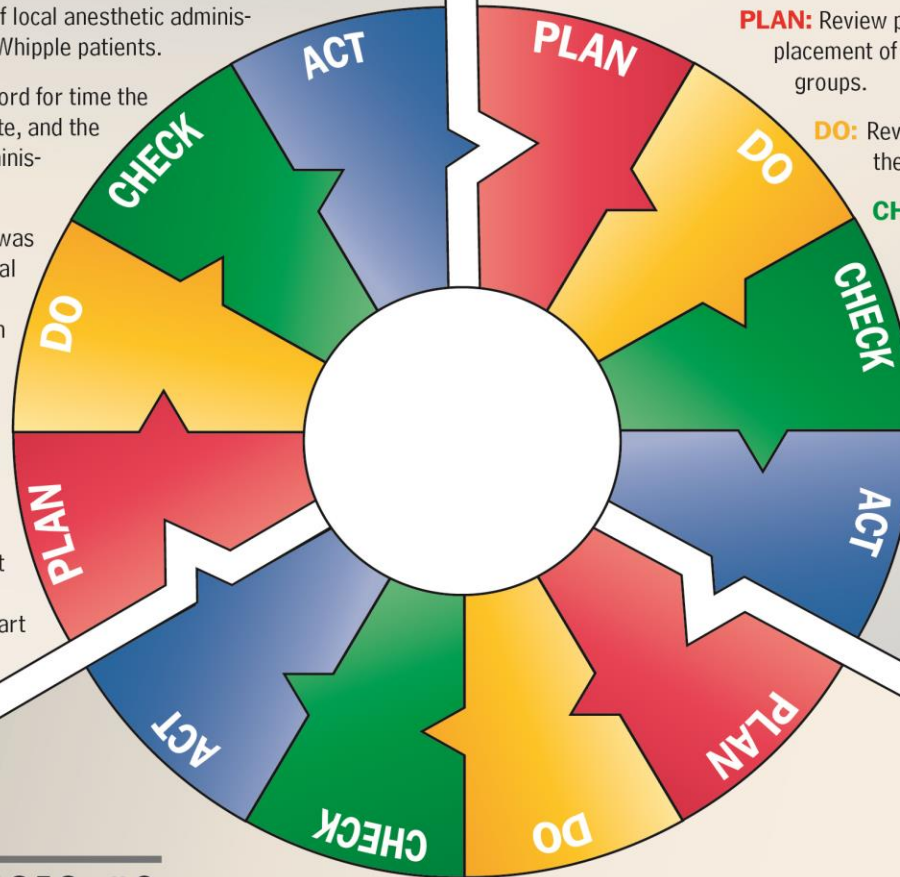 f local anesthetic adminis-
Whipple patients.
ord for time the
te, and the
inis-
was
al
n
t
art
PLAN: Review p
placement of
groups.
DO: Rev
the
CH
PLAN
DO
CHECK
ACT
PLAN
DO
CHECK
ACT
PLAN
DO
CHECK
ACT